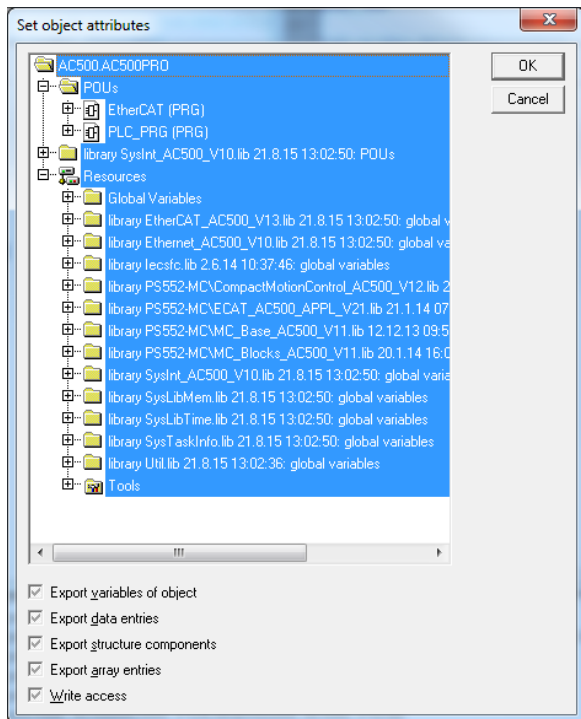 Set object attributes
AC500.AC500PRO
OK
POUs
Cancel
EtherCAT (PRG)
PLC_PRG (PRG)
library SysInt_AC500_V10.lib 21.8.15 13:02:50: POUs
Resources
Global Variables
library EtherCAT_AC500_V13.lib 21.8.15 13:02:50: global v
library Ethernet_AC500_V10.lib 21.8.15 13:02:50: global va
library Iecsfc.lib 2.6.14 10:37:46: global variables
library PS552-MC\CompactMotionControl_AC500_V12.lib 2
library PS552-MC\ECAT_AC500_APPL_V21.lib 21.1.14 07
library PS552-MC\MC_Base_AC500_V11.lib 12.12.13 09:5
library PS552-MC\MC_Blocks_AC500_V11.lib 20.1.14 16:0
library SysInt_AC500_V10.lib 21.8.15 13:02:50: global varia
library SysLibMem.lib 21.8.15 13:02:50: global variables
library SysLibTime.lib 21.8.15 13:02:50: global variables
library SysTaskInfo.lib 21.8.15 13:02:50: global variables
library Util.lib 21.8.15 13:02:36: global variables
Tools
Export variables of object
Export data entries
Export structure components
Export array entries
Write access